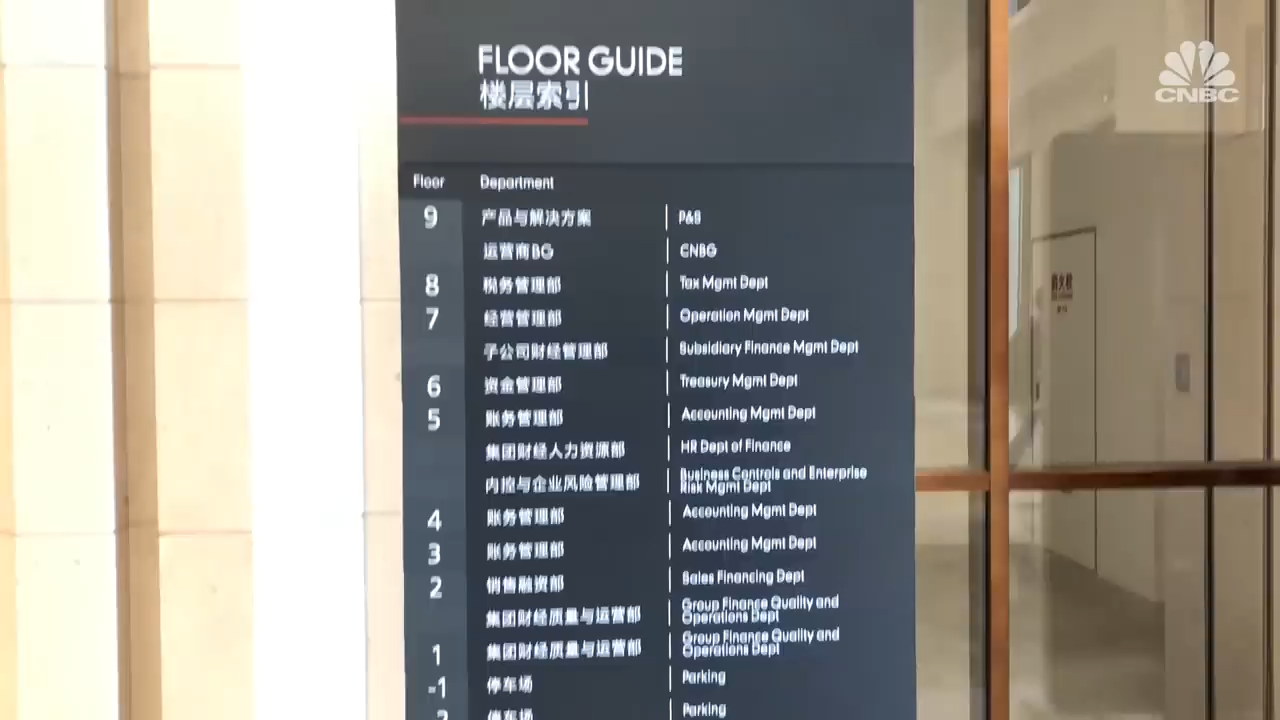 FLOOR GUIDE
楼层索引
CNBC
Floor Department
9 产品与解决方案 P&S
运营商BG CNBG
8 税务管理部 Tax Mgmt Dept
7 经营管理部 Operation Mgmt Dept
子公司财经管理部 Subsidiary Finance Mgmt Dept
6 资金管理部 Treasury Mgmt Dept
5 账务管理部 Accounting Mgmt Dept
集团财经人力资源部 HR Dept of Finance
内控与企业风险管理部 Business Controls and Enterprise
Risk Mgmt Dept
4 账务管理部 Accounting Mgmt Dept
3 账务管理部 Accounting Mgmt Dept
2 销售融资部 Sales Financing Dept
集团财经质量与运营部 Group Finance Quality and
Operations Dept
1 集团财经质量与运营部 Group Finance Quality and
Operations Dept
-1 停车场 Parking
停车场 Parking